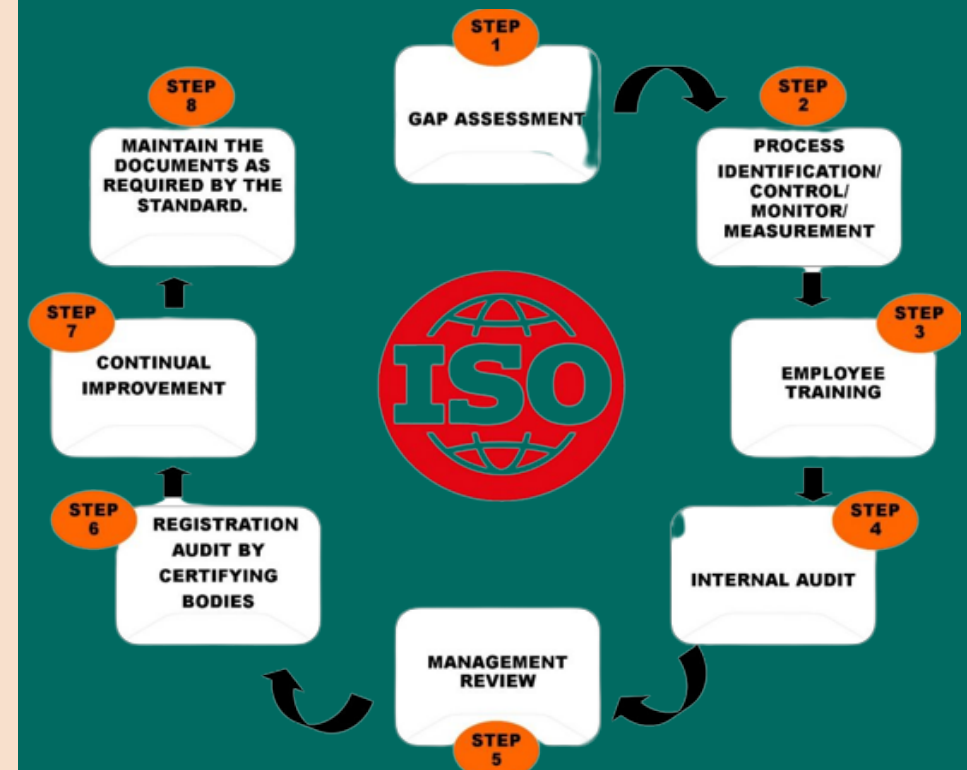 STEP
1
GAP ASSESSMENT
STEP
2
PROCESS
IDENTIFICATION/
CONTROL/
MONITOR/
MEASUREMENT
STEP
3
EMPLOYEE
TRAINING
STEP
4
INTERNAL AUDIT
MANAGEMENT
REVIEW
STEP
5
STEP
6
REGISTRATION
AUDIT BY
CERTIFYING
BODIES
STEP
7
CONTINUAL
IMPROVEMENT
STEP
8
MAINTAIN THE
DOCUMENTS AS
REQUIRED BY THE
STANDARD.
ISO